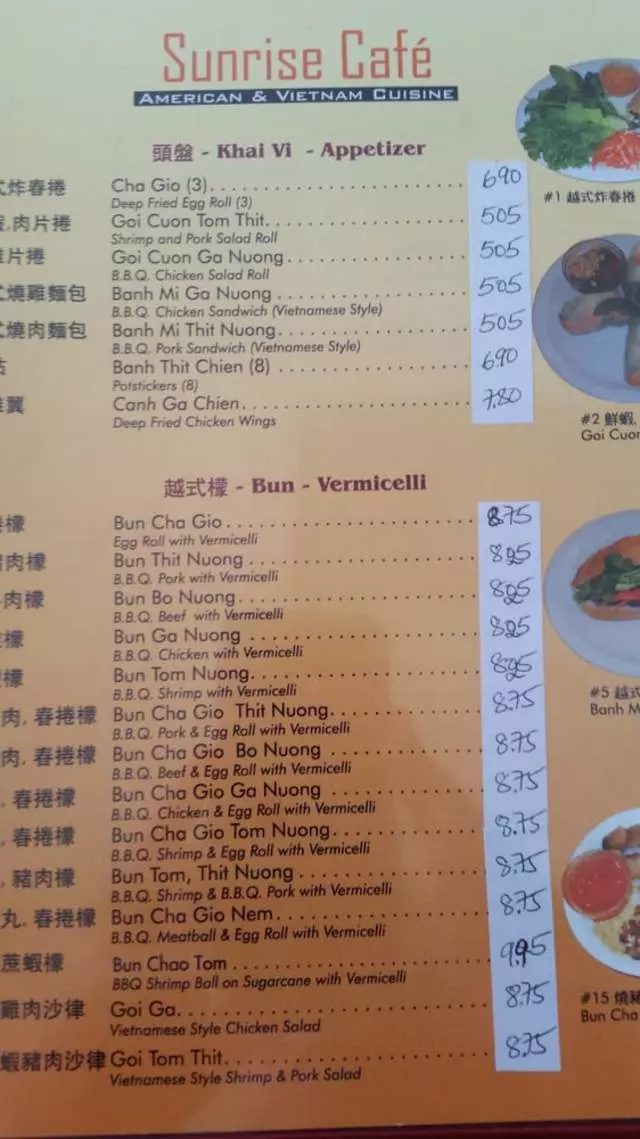 Sunrise Café
AMERICAN & VIETNAM CUISINE
頭盤 - Khai Vi - Appetizer
式炸春捲 Cha Gio (3) 690
Deep Fried Egg Roll (3)
肉片捲 Goi Cuon Tom Thit 505
Shrimp and Pork Salad Roll
片捲 Goi Cuon Ga Nuong 505
B.B.Q. Chicken Salad Roll
式燒雞麵包 Banh Mi Ga Nuong 505
B.B.Q. Chicken Sandwich (Vietnamese Style)
式燒肉麵包 Banh Mi Thit Nuong 505
B.B.Q. Pork Sandwich (Vietnamese Style)
Banh Thit Chien (8) 690
Potstickers (8)
翼 Canh Ga Chien 7.80
Deep Fried Chicken Wings
越式檬 - Bun - Vermicelli
檬 Bun Cha Gio 8.75
Egg Roll with Vermicelli
肉檬 Bun Thit Nuong
B.B.Q. Pork with Vermicelli
肉檬 Bun Bo Nuong
B.B.Q. Beef with Vermicelli
檬 Bun Ga Nuong
B.B.Q. Chicken with Vermicelli
檬 Bun Tom Nuong
B.B.Q. Shrimp with Vermicelli
肉, 春捲檬 Bun Cha Gio Thit Nuong 8.75
B.B.Q. Pork & Egg Roll with Vermicelli
肉, 春捲檬 Bun Cha Gio Bo Nuong 8.75
B.B.Q. Beef & Egg Roll with Vermicelli
, 春捲檬 Bun Cha Gio Ga Nuong 8.75
B.B.Q. Chicken & Egg Roll with Vermicelli
, 春捲檬 Bun Cha Gio Tom Nuong 8.75
B.B.Q. Shrimp & Egg Roll with Vermicelli
, 豬肉檬 Bun Tom, Thit Nuong 8.75
B.B.Q. Shrimp & B.B.Q. Pork with Vermicelli
丸, 春捲檬 Bun Cha Gio Nem 8.75
B.B.Q. Meatball & Egg Roll with Vermicelli
蔗蝦檬 Bun Chao Tom
BBQ Shrimp Ball on Sugarcane with Vermicelli
雞肉沙律 Goi Ga 8.75
Vietnamese Style Chicken Salad
蝦豬肉沙律 Goi Tom Thit 8.75
Vietnamese Style Shrimp & Pork Salad
#1 越式炸春捲
#2 鮮蝦,
Goi Cuon
#5 越式
Banh M
#15 燒豬
Bun Cha